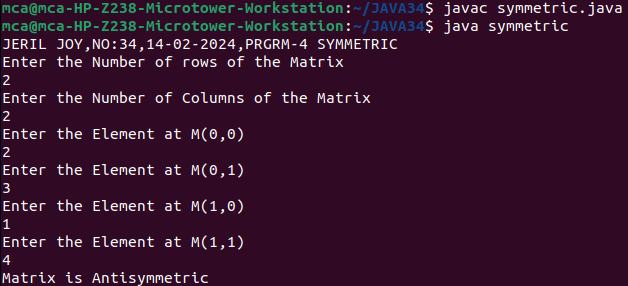 mca@mca-HP-Z238-Microtower-Workstation:~/JAVA34$ javac symmetric.java
mca@mca-HP-Z238-Microtower-Workstation:~/JAVA34$ java symmetric
JERIL JOY,NO:34,14-02-2024,PRGRM-4 SYMMETRIC
Enter the Number of rows of the Matrix
2
Enter the Number of Columns of the Matrix
2
Enter the Element at M(0,0)
2
Enter the Element at M(0,1)
3
Enter the Element at M(1,0)
1
Enter the Element at M(1,1)
4
Matrix is Antisymmetric